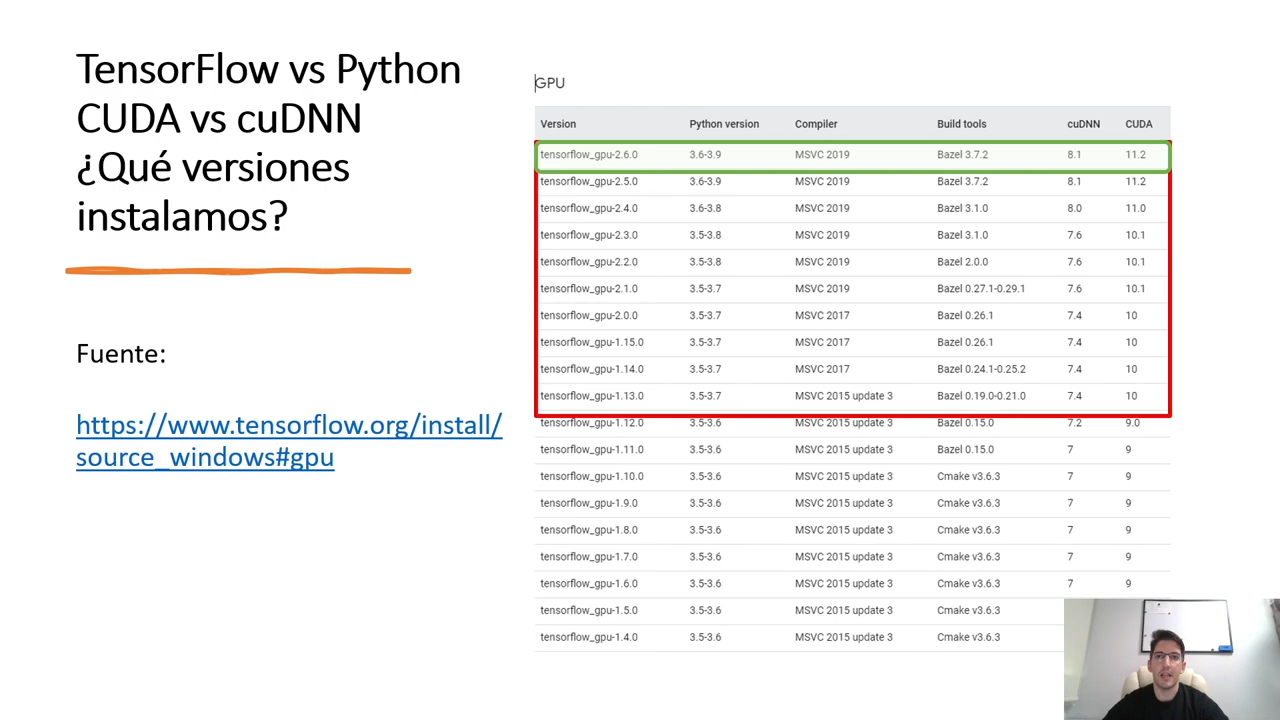 TensorFlow vs Python
CUDA vs cuDNN
¿Qué versiones
instalamos?
Fuente:
https://www.tensorflow.org/install/
source_windows#gpu
GPU
Version Python version Compiler Build tools cuDNN CUDA
tensorflow_gpu-2.6.0 3.6-3.9 MSVC 2019 Bazel 3.7.2 8.1 11.2
tensorflow_gpu-2.5.0 3.6-3.9 MSVC 2019 Bazel 3.7.2 8.1 11.2
tensorflow_gpu-2.4.0 3.6-3.8 MSVC 2019 Bazel 3.1.0 8.0 11.0
tensorflow_gpu-2.3.0 3.5-3.8 MSVC 2019 Bazel 3.1.0 7.6 10.1
tensorflow_gpu-2.2.0 3.5-3.8 MSVC 2019 Bazel 2.0.0 7.6 10.1
tensorflow_gpu-2.1.0 3.5-3.7 MSVC 2019 Bazel 0.27.1-0.29.1 7.6 10.1
tensorflow_gpu-2.0.0 3.5-3.7 MSVC 2017 Bazel 0.26.1 7.4 10
tensorflow_gpu-1.15.0 3.5-3.7 MSVC 2017 Bazel 0.26.1 7.4 10
tensorflow_gpu-1.14.0 3.5-3.7 MSVC 2017 Bazel 0.24.1-0.25.2 7.4 10
tensorflow_gpu-1.13.0 3.5-3.7 MSVC 2015 update 3 Bazel 0.19.0-0.21.0 7.4 10
tensorflow_gpu-1.12.0 3.5-3.6 MSVC 2015 update 3 Bazel 0.15.0 7.2 9.0
tensorflow_gpu-1.11.0 3.5-3.6 MSVC 2015 update 3 Bazel 0.15.0 7 9
tensorflow_gpu-1.10.0 3.5-3.6 MSVC 2015 update 3 Cmake v3.6.3 7 9
tensorflow_gpu-1.9.0 3.5-3.6 MSVC 2015 update 3 Cmake v3.6.3 7 9
tensorflow_gpu-1.8.0 3.5-3.6 MSVC 2015 update 3 Cmake v3.6.3 7 9
tensorflow_gpu-1.7.0 3.5-3.6 MSVC 2015 update 3 Cmake v3.6.3 7 9
tensorflow_gpu-1.6.0 3.5-3.6 MSVC 2015 update 3 Cmake v3.6.3 7 9
tensorflow_gpu-1.5.0 3.5-3.6 MSVC 2015 update 3 Cmake v3.6.3
tensorflow_gpu-1.4.0 3.5-3.6 MSVC 2015 update 3 Cmake v3.6.3